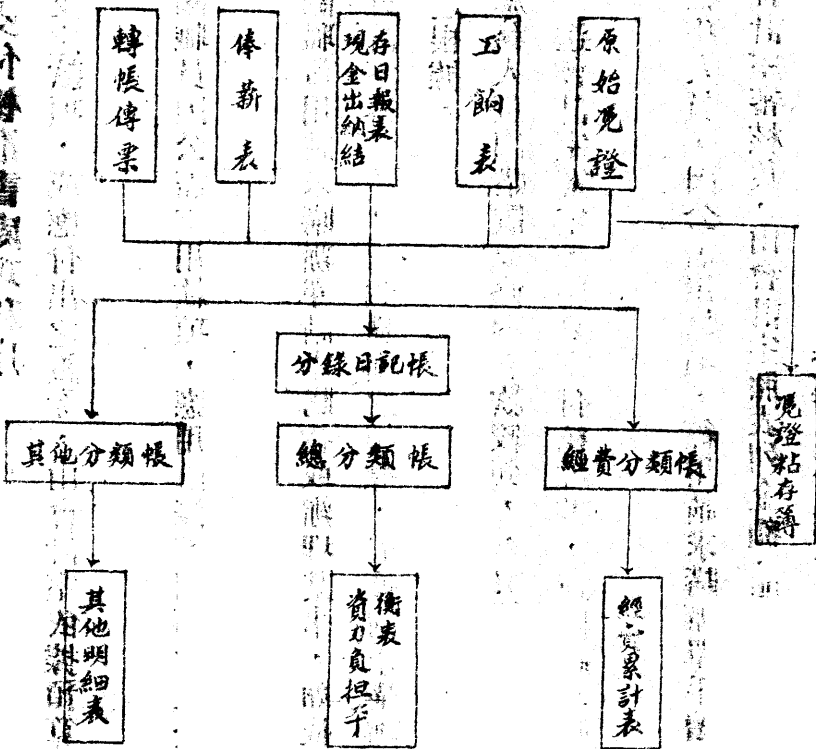 原始憑證
工餉表
現金出納結
存日報表
俸薪表
轉帳傳票
分錄日記帳
憑證粘存簿
經費分類帳
總分類帳
其他分類帳
經費累計表
資力負担平
衡表
其他明細表